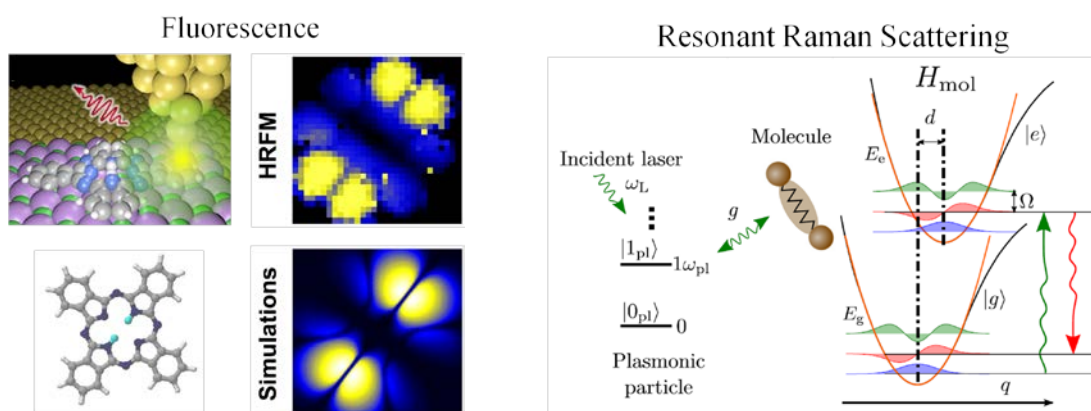 Fluorescence
HRFM
Simulations
Resonant Raman Scattering
H_mol
d
|e⟩
E_e
Ω
Molecule
Incident laser
ω_L
g
|1_pl⟩
1ω_pl
|0_pl⟩
0
Plasmonic
particle
|g⟩
E_g
q